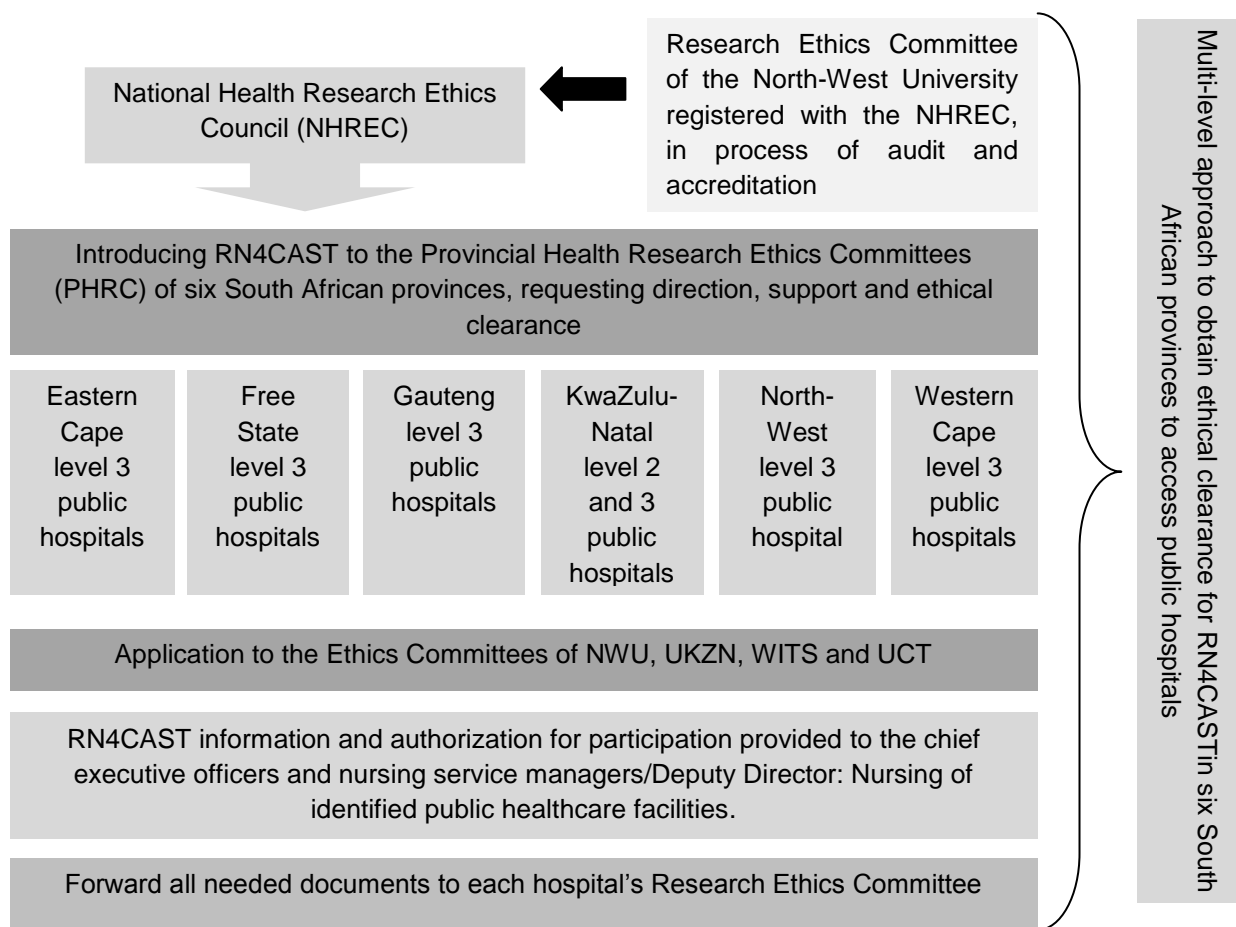 National Health Research Ethics
Council (NHREC)
Research Ethics Committee
of the North-West University
registered with the NHREC,
in process of audit and
accreditation
Introducing RN4CAST to the Provincial Health Research Ethics Committees
(PHRC) of six South African provinces, requesting direction, support and ethical
clearance
Eastern
Cape
level 3
public
hospitals
Free
State
level 3
public
hospitals
Gauteng
level 3
public
hospitals
KwaZulu-
Natal
level 2
and 3
public
hospitals
North-
West
level 3
public
hospital
Western
Cape
level 3
public
hospitals
Application to the Ethics Committees of NWU, UKZN, WITS and UCT
RN4CAST information and authorization for participation provided to the chief
executive officers and nursing service managers/Deputy Director: Nursing of
identified public healthcare facilities.
Forward all needed documents to each hospital's Research Ethics Committee
Multi-level approach to obtain ethical clearance for RN4CASTin six South
African provinces to access public hospitals